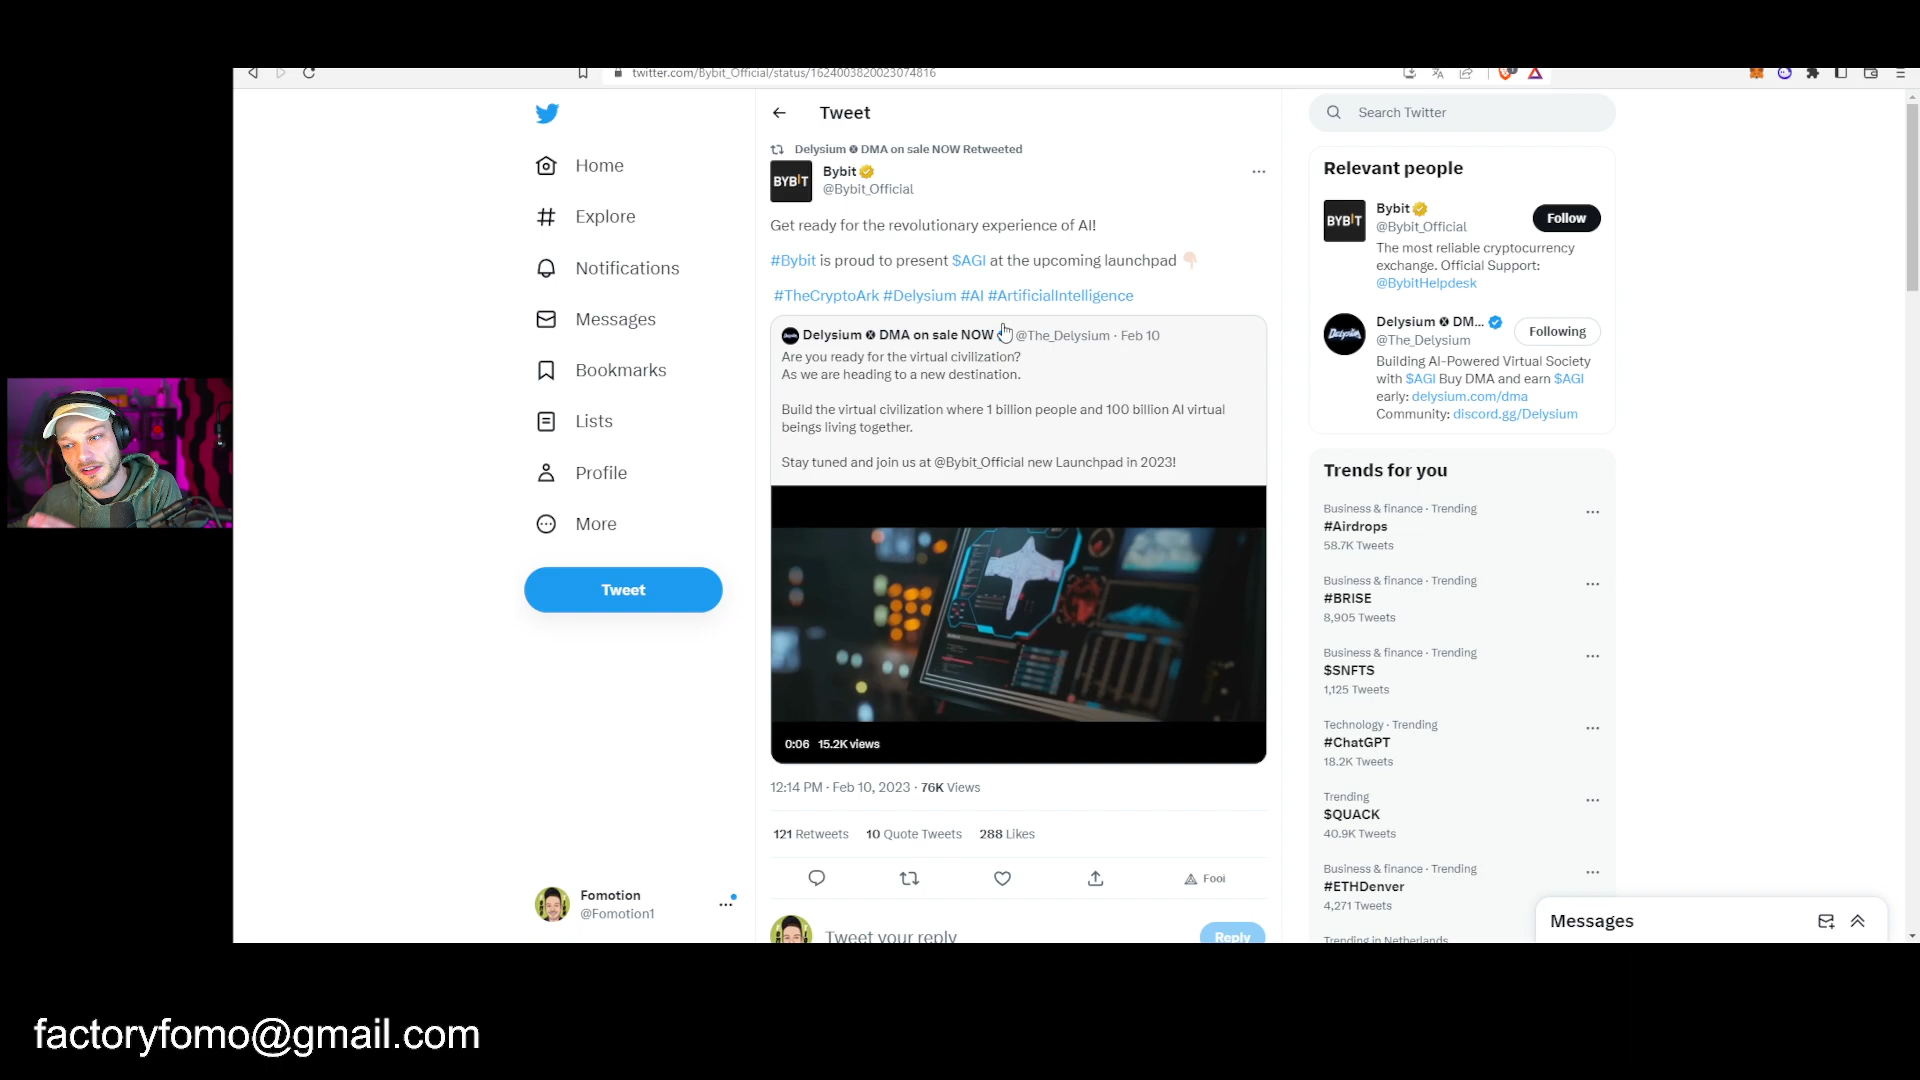 twitter.com/Bybit_Official/status/1624003820023074816
Home
Explore
Notifications
Messages
Bookmarks
Lists
Profile
More
Tweet
Fomotion
@Fomotion1
Tweet
Delysium ⓧ DMA on sale NOW Retweeted
BYBIT
Bybit
@Bybit_Official
Get ready for the revolutionary experience of AI!
#Bybit is proud to present $AGI at the upcoming launchpad 👇🏻
#TheCryptoArk #Delysium #AI #ArtificialIntelligence
Delysium ⓧ DMA on sale NOW @The_Delysium · Feb 10
Are you ready for the virtual civilization?
As we are heading to a new destination.
Build the virtual civilization where 1 billion people and 100 billion AI virtual
beings living together.
Stay tuned and join us at @Bybit_Official new Launchpad in 2023!
0:06 15.2K views
12:14 PM · Feb 10, 2023 · 76K Views
121 Retweets 10 Quote Tweets 288 Likes
Fooi
Tweet your reply
Reply
Search Twitter
Relevant people
BYBIT
Bybit
@Bybit_Official
Follow
The most reliable cryptocurrency
exchange. Official Support:
@BybitHelpdesk
Delysium
Delysium ⓧ DM...
@The_Delysium
Following
Building AI-Powered Virtual Society
with $AGI Buy DMA and earn $AGI
early: delysium.com/dma
Community: discord.gg/Delysium
Trends for you
Business & finance · Trending
#Airdrops
58.7K Tweets
Business & finance · Trending
#BRISE
8,905 Tweets
Business & finance · Trending
$SNFTS
1,125 Tweets
Technology · Trending
#ChatGPT
18.2K Tweets
Trending
$QUACK
40.9K Tweets
Business & finance · Trending
#ETHDenver
4,271 Tweets
Trending in Netherlands
Messages
factoryfomo@gmail.com